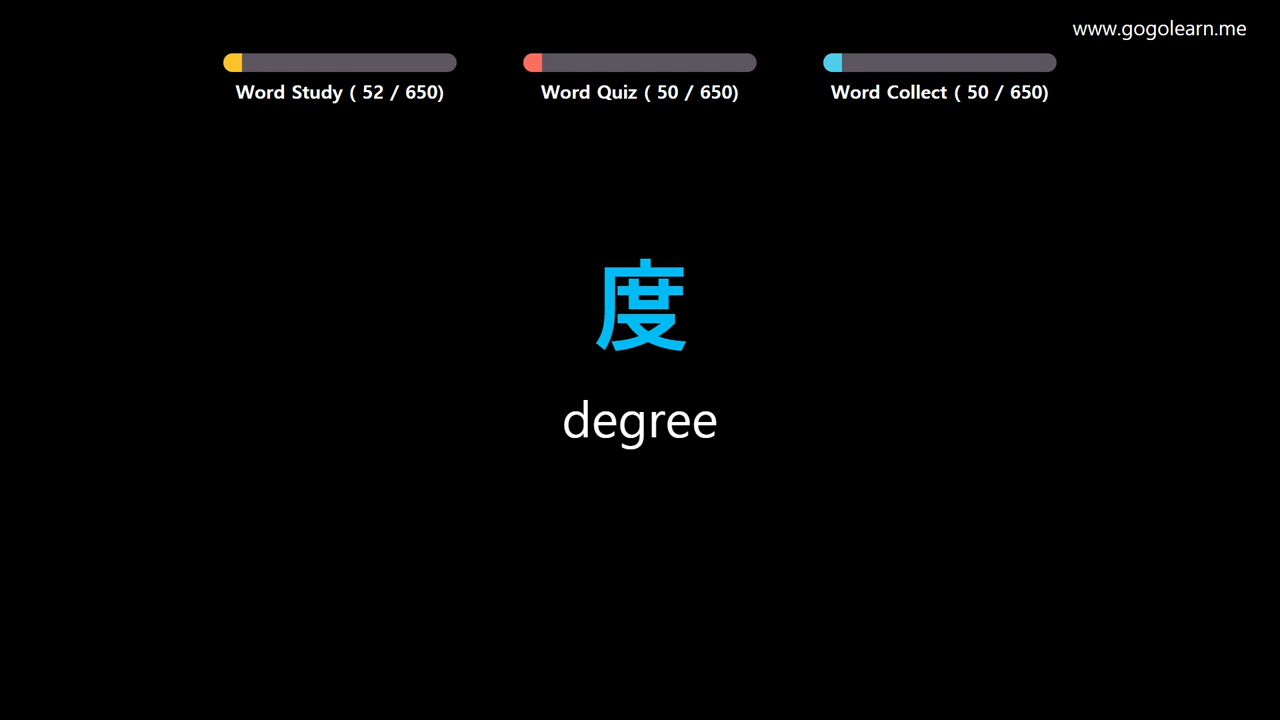 www.gogolearn.me
Word Study ( 52 / 650)
Word Quiz ( 50 / 650)
Word Collect ( 50 / 650)
度
degree